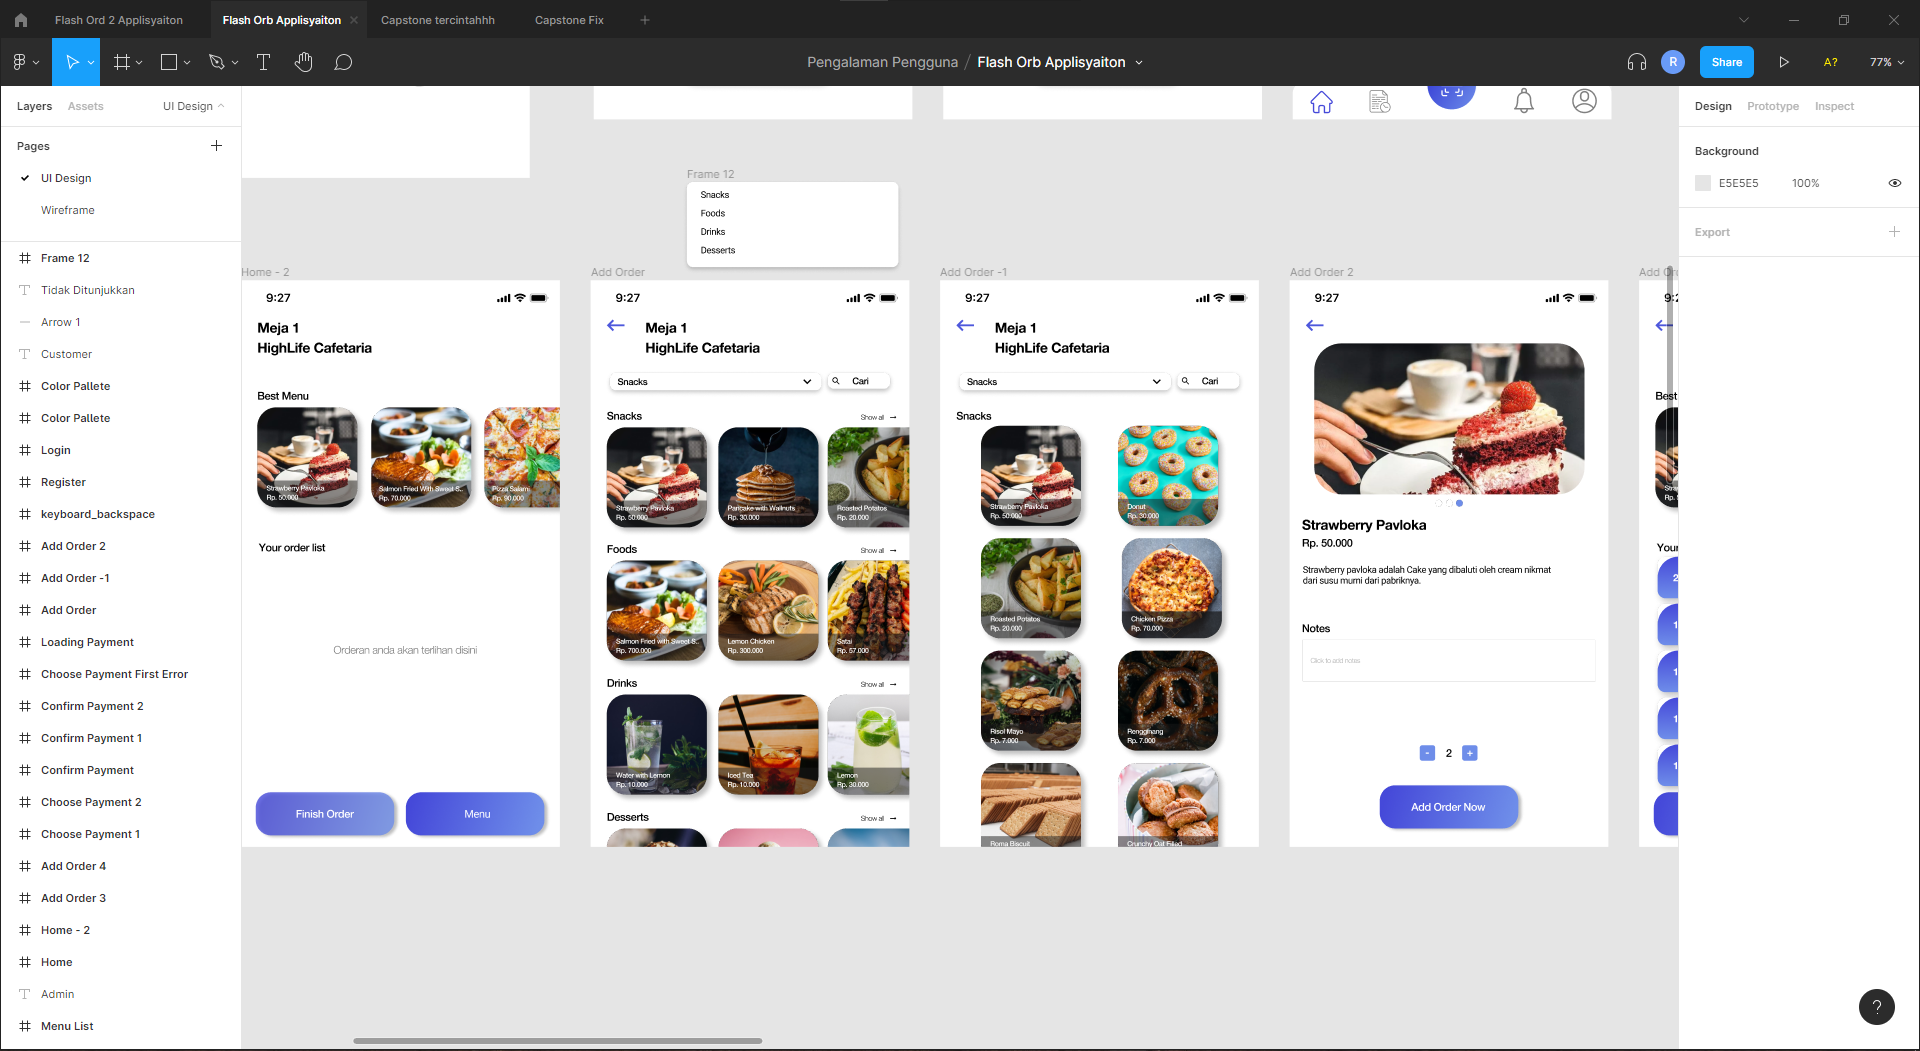 Flash Ord 2 Applisyaiton
Flash Orb Applisyaiton
Capstone tercintahhh
Capstone Fix
Pengalaman Pengguna / Flash Orb Applisyaiton
R
Share
A?
77%
Layers
Assets
UI Design
Pages
UI Design
Wireframe
Frame 12
Tidak Ditunjukkan
Arrow 1
Customer
Color Pallete
Color Pallete
Login
Register
keyboard_backspace
Add Order 2
Add Order -1
Add Order
Loading Payment
Choose Payment First Error
Confirm Payment 2
Confirm Payment 1
Confirm Payment
Choose Payment 2
Choose Payment 1
Add Order 4
Add Order 3
Home - 2
Home
Admin
Menu List
Frame 12
Snacks
Foods
Drinks
Desserts
Home - 2
9:27
Meja 1
HighLife Cafetaria
Best Menu
Strawberry Pavloka
Rp. 50.000
Salmon Fried With Sweet S..
Rp. 70.000
Pizza Salami
Rp. 90.000
Your order list
Orderan anda akan terlihan disini
Finish Order
Menu
Add Order
9:27
Meja 1
HighLife Cafetaria
Snacks
Cari
Snacks
Show all →
Strawberry Pavloka
Rp. 50.000
Pancake with Wallnuts
Rp. 30.000
Roasted Potatos
Rp. 20.000
Foods
Show all →
Salmon Fried with Sweet S..
Rp. 700.000
Lemon Chicken
Rp. 300.000
Satai
Rp. 57.000
Drinks
Show all →
Water with Lemon
Rp. 10.000
Iced Tea
Rp. 10.000
Lemon
Rp. 30.000
Desserts
Show all →
Add Order -1
9:27
Meja 1
HighLife Cafetaria
Snacks
Cari
Snacks
Strawberry Pavloka
Rp. 50.000
Donut
Rp. 30.000
Roasted Potatos
Rp. 20.000
Chicken Pizza
Rp. 70.000
Risol Mayo
Rp. 7.000
Rengginang
Rp. 7.000
Roma Biscuit
Crunchy Oat Filled
Add Order 2
9:27
Strawberry Pavloka
Rp. 50.000
Strawberry pavloka adalah Cake yang dibaluti oleh cream nikmat
dari susu murni dari pabriknya.
Notes
Click to add notes
- 2 +
Add Order Now
Add Or
9:2
Best
Your
2
1
1
1
1
Design
Prototype
Inspect
Background
E5E5E5
100%
Export
?